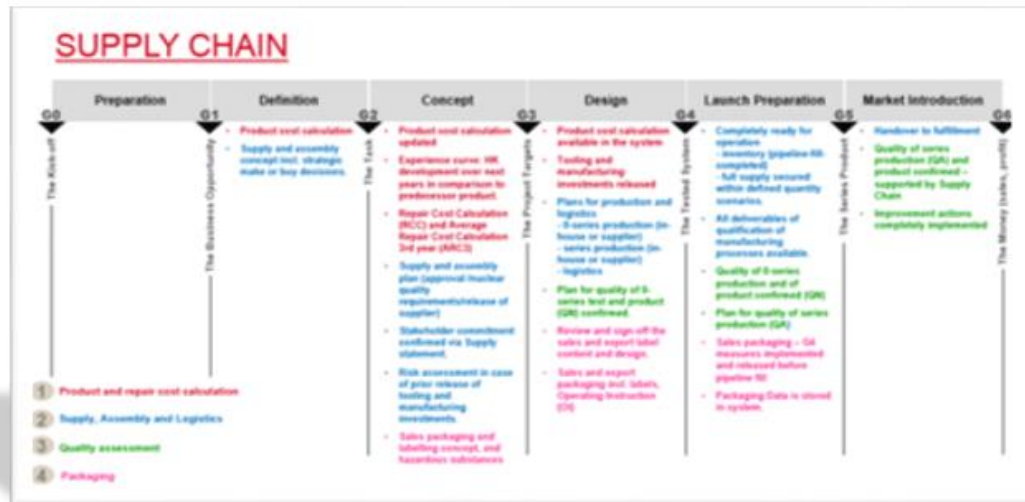 SUPPLY CHAIN
Preparation
Definition
Concept
Design
Launch Preparation
Market Introduction
G0
G1
G2
G3
G4
G5
G6
The Kick-off
The Business Opportunity
• Product cost calculation
• Supply and assembly
concept incl. strategic
make or buy decisions.
The Task
• Product cost calculation
updated
• Experience curve: HK
development over next
years in comparison to
predecessor product.
• Repair Cost Calculation
(RCC) and Average
Repair Cost Calculation
3rd year (ARC3)
• Supply and assembly
plan (approval /nuclear
quality
requirements/release of
supplier)
• Stakeholder commitment
confirmed via Supply
statement.
• Risk assessment in case
of prior release of
tooling and
manufacturing
investments.
• Sales packaging and
labelling concept, and
hazardous substances
The Project Targets
• Product cost calculation
available in the system
• Tooling and
manufacturing
investments released
• Plans for production and
logistics
- 0-series production (in-
house or supplier)
- series production (in-
house or supplier)
- logistics
• Plan for quality of 0-
series test and product
(QN) confirmed.
• Review and sign-off the
sales and export label
content and design.
• Sales and export
packaging incl. labels,
Operating Instruction
(OI)
The Tested System
• Completely ready for
operation
- inventory (pipeline-fill-
completed)
- full supply secured
within defined quantity
scenarios.
• All deliverables of
qualification of
manufacturing
processes available.
• Quality of 0-series
production and of
product confirmed (QN)
• Plan for quality of series
production (QA)
• Sales packaging – G4
measures implemented
and released before
pipeline fill
• Packaging Data is stored
in system.
The Series Product
• Handover to fulfillment
• Quality of series
production (QA) and
product confirmed –
supported by Supply
Chain
• Improvement actions
completely implemented
The Money (sales, profit)
1 Product and repair cost calculation
2 Supply, Assembly and Logistics
3 Quality assessment
4 Packaging